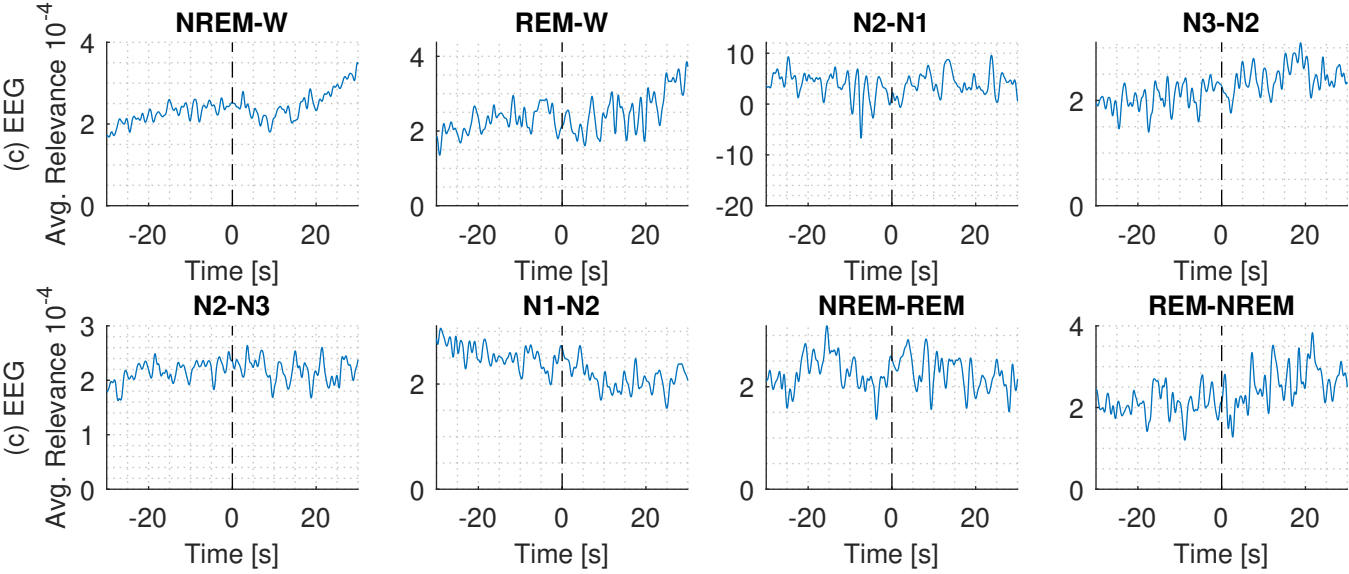 (c) EEG
Avg. Relevance 10^-4
NREM-W
4
2
0
-20 0 20
Time [s]
REM-W
4
2
0
-20 0 20
Time [s]
N2-N1
10
0
-10
-20
-20 0 20
Time [s]
N3-N2
2
0
-20 0 20
Time [s]
(c) EEG
Avg. Relevance 10^-4
N2-N3
3
2
1
0
-20 0 20
Time [s]
N1-N2
2
0
-20 0 20
Time [s]
NREM-REM
2
0
-20 0 20
Time [s]
REM-NREM
4
2
0
-20 0 20
Time [s]